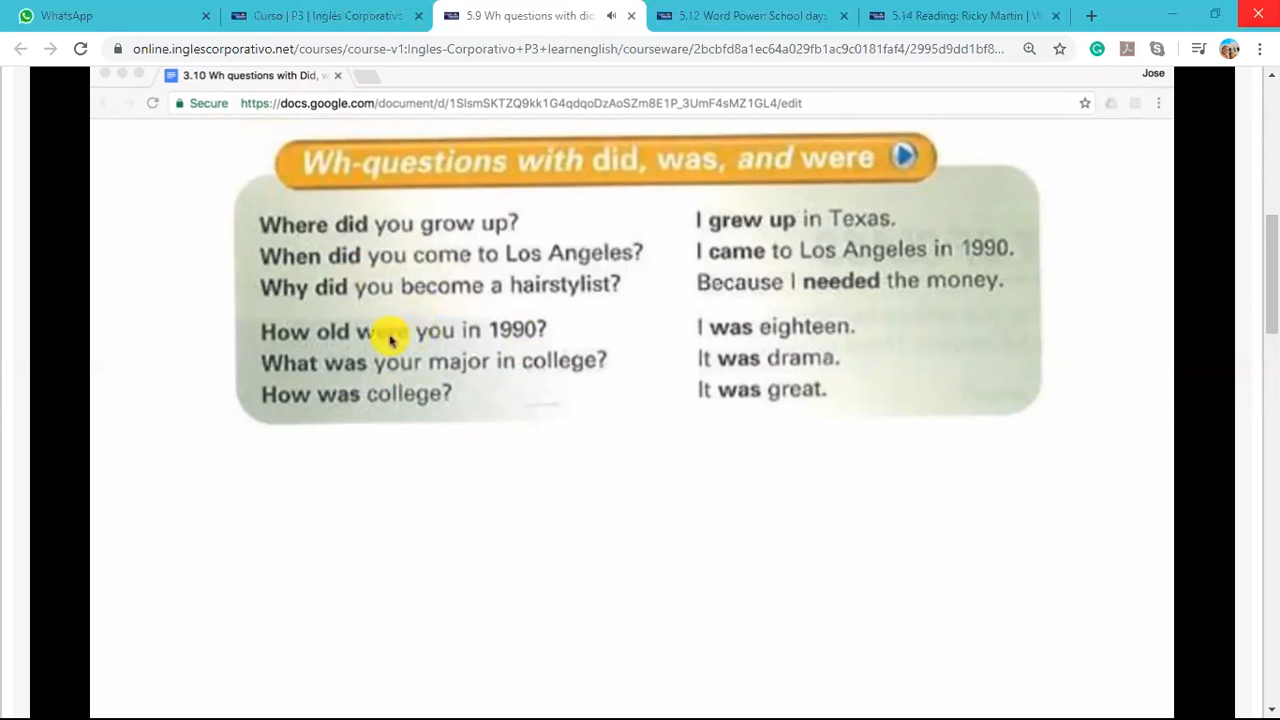 WhatsApp
Curso | P3 | Inglés Corporativo
5.9 Wh questions with did
5.12 Word Power: School days
5.14 Reading: Ricky Martin |
online.inglescorporativo.net/courses/course-v1:Ingles-Corporativo+P3+learnenglish/courseware/2bcbfd8a1ec64a029fb1ac9c0181faf4/2995d9dd1bf8...
3.10 Wh questions with Did, w
Jose
Secure
https://docs.google.com/document/d/1SlsmSKTZQ9kk1G4qdqoDzAoSZm8E1P_3UmF4sMZ1GL4/edit
Wh-questions with did, was, and were
Where did you grow up? I grew up in Texas.
When did you come to Los Angeles? I came to Los Angeles in 1990.
Why did you become a hairstylist? Because I needed the money.
How old were you in 1990? I was eighteen.
What was your major in college? It was drama.
How was college? It was great.